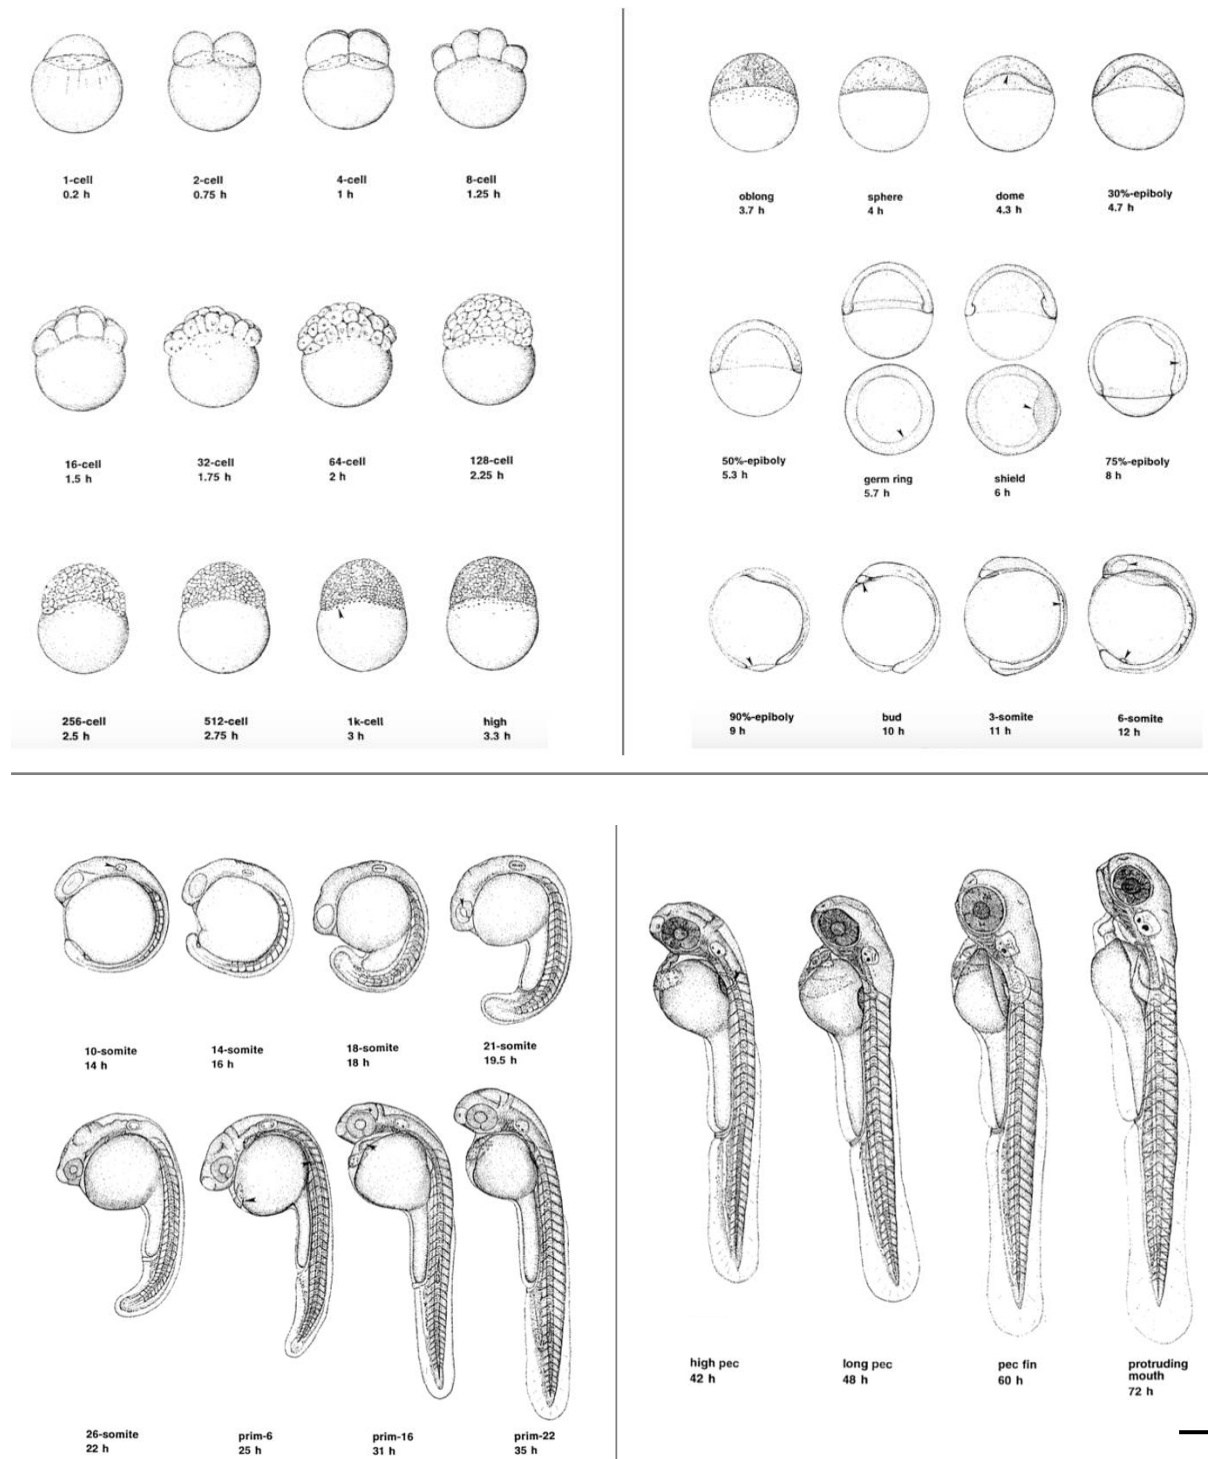 1-cell
0.2 h
2-cell
0.75 h
4-cell
1 h
8-cell
1.25 h
16-cell
1.5 h
32-cell
1.75 h
64-cell
2 h
128-cell
2.25 h
256-cell
2.5 h
512-cell
2.75 h
1k-cell
3 h
high
3.3 h
oblong
3.7 h
sphere
4 h
dome
4.3 h
30%-epiboly
4.7 h
50%-epiboly
5.3 h
germ ring
5.7 h
shield
6 h
75%-epiboly
8 h
90%-epiboly
9 h
bud
10 h
3-somite
11 h
6-somite
12 h
10-somite
14 h
14-somite
16 h
18-somite
18 h
21-somite
19.5 h
26-somite
22 h
prim-6
25 h
prim-16
31 h
prim-22
35 h
high pec
42 h
long pec
48 h
pec fin
60 h
protruding
mouth
72 h